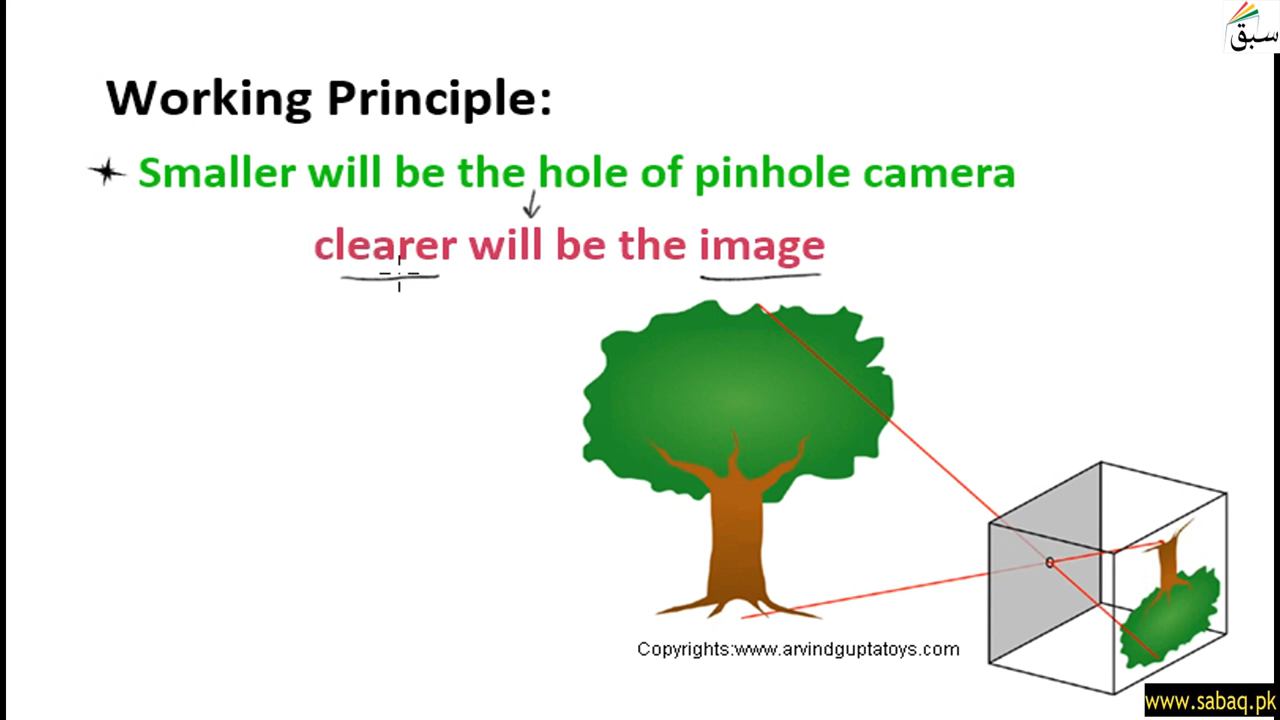 سبق
Working Principle:
Smaller will be the hole of pinhole camera
clearer will be the image
Copyrights:www.arvindguptatoys.com
www.sabaq.pk